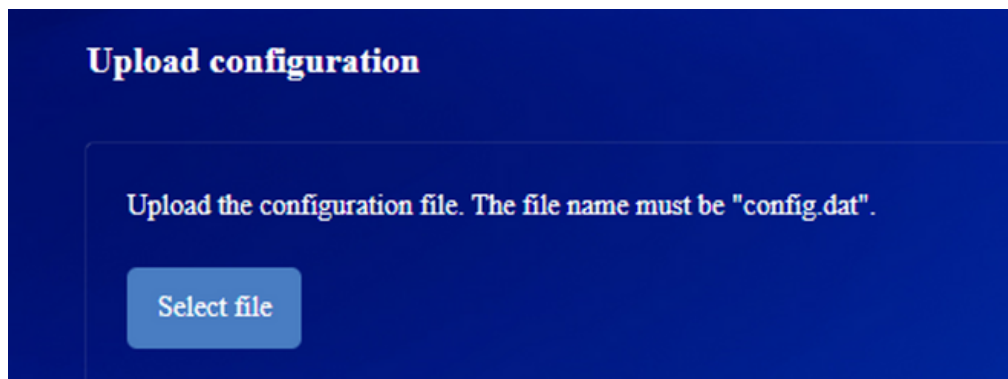 Upload configuration
Upload the configuration file. The file name must be "config.dat".
Select file